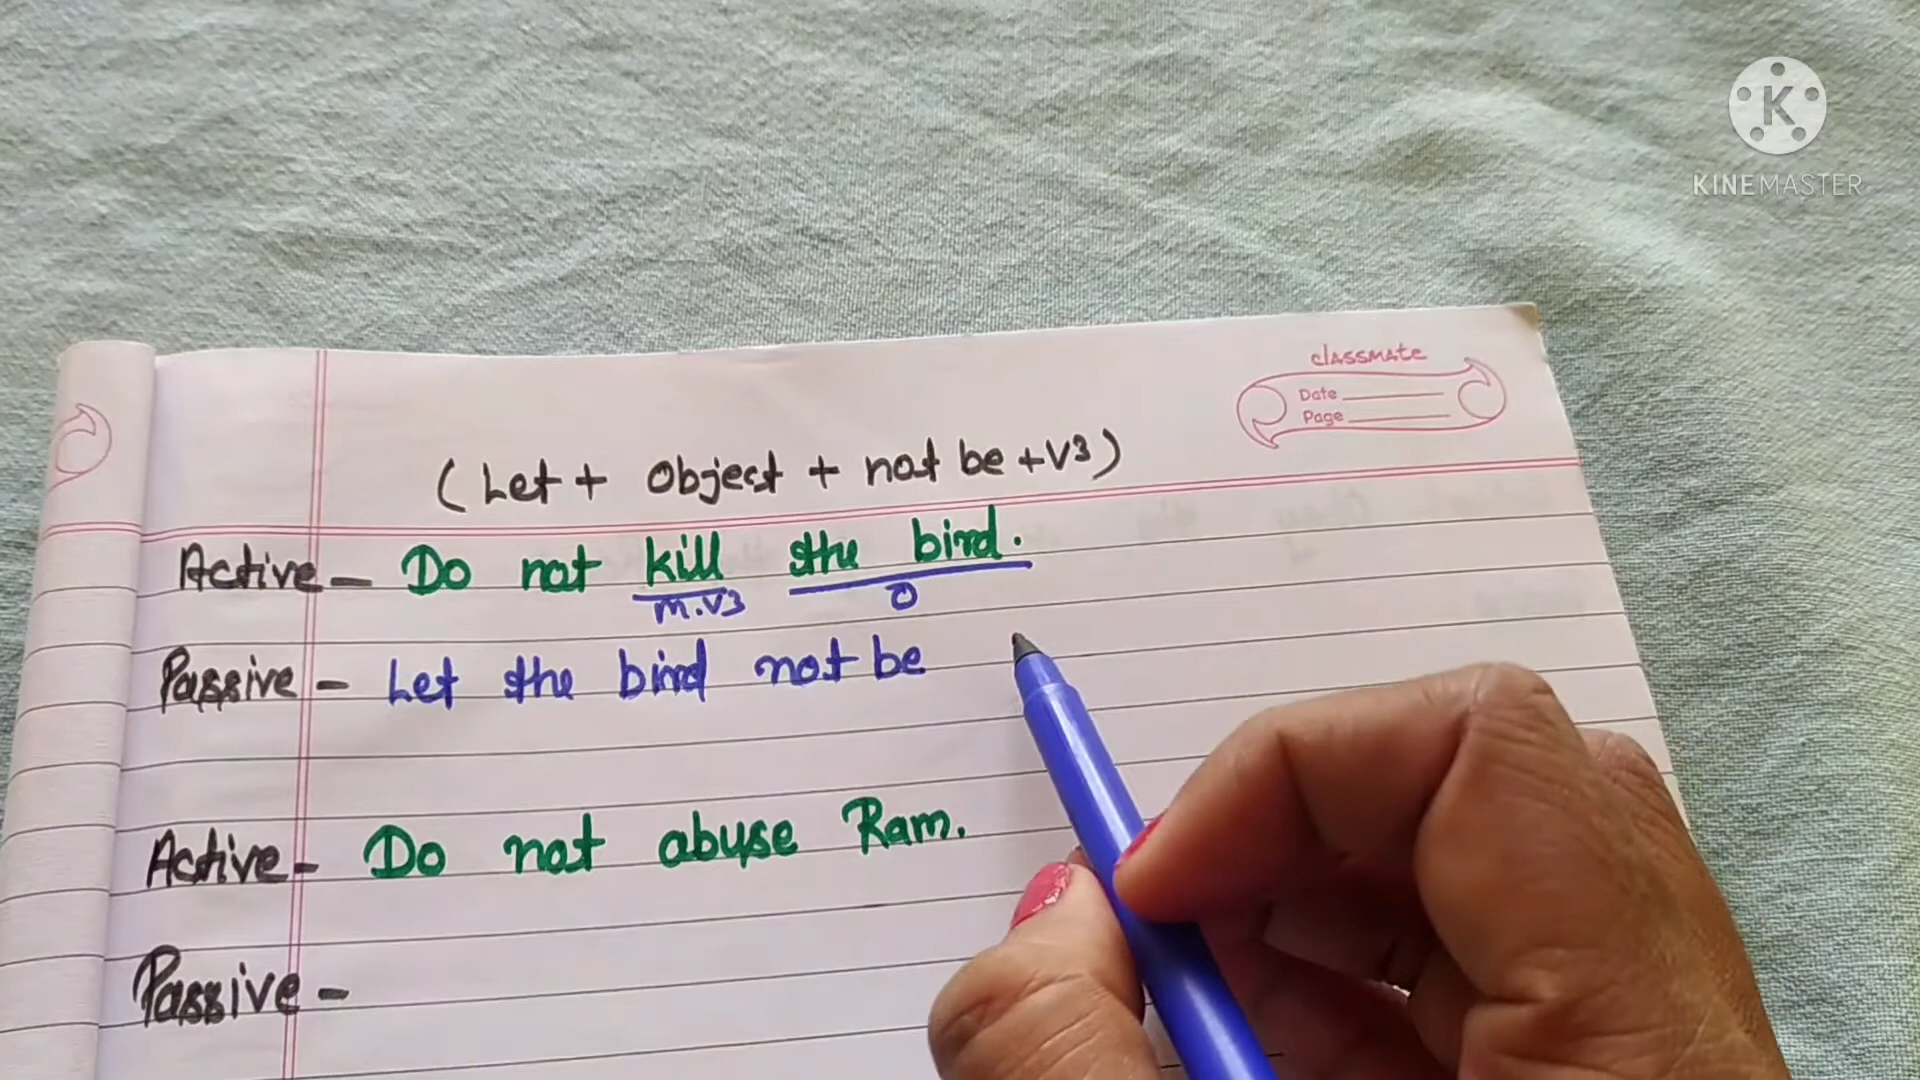 K
KINEMASTER
classmate
Date
Page
(Let + Object + not be + V3)
Active - Do not kill the bird.
m.v3 O
Passive - Let the bird not be
Active - Do not abuse Ram.
Passive -